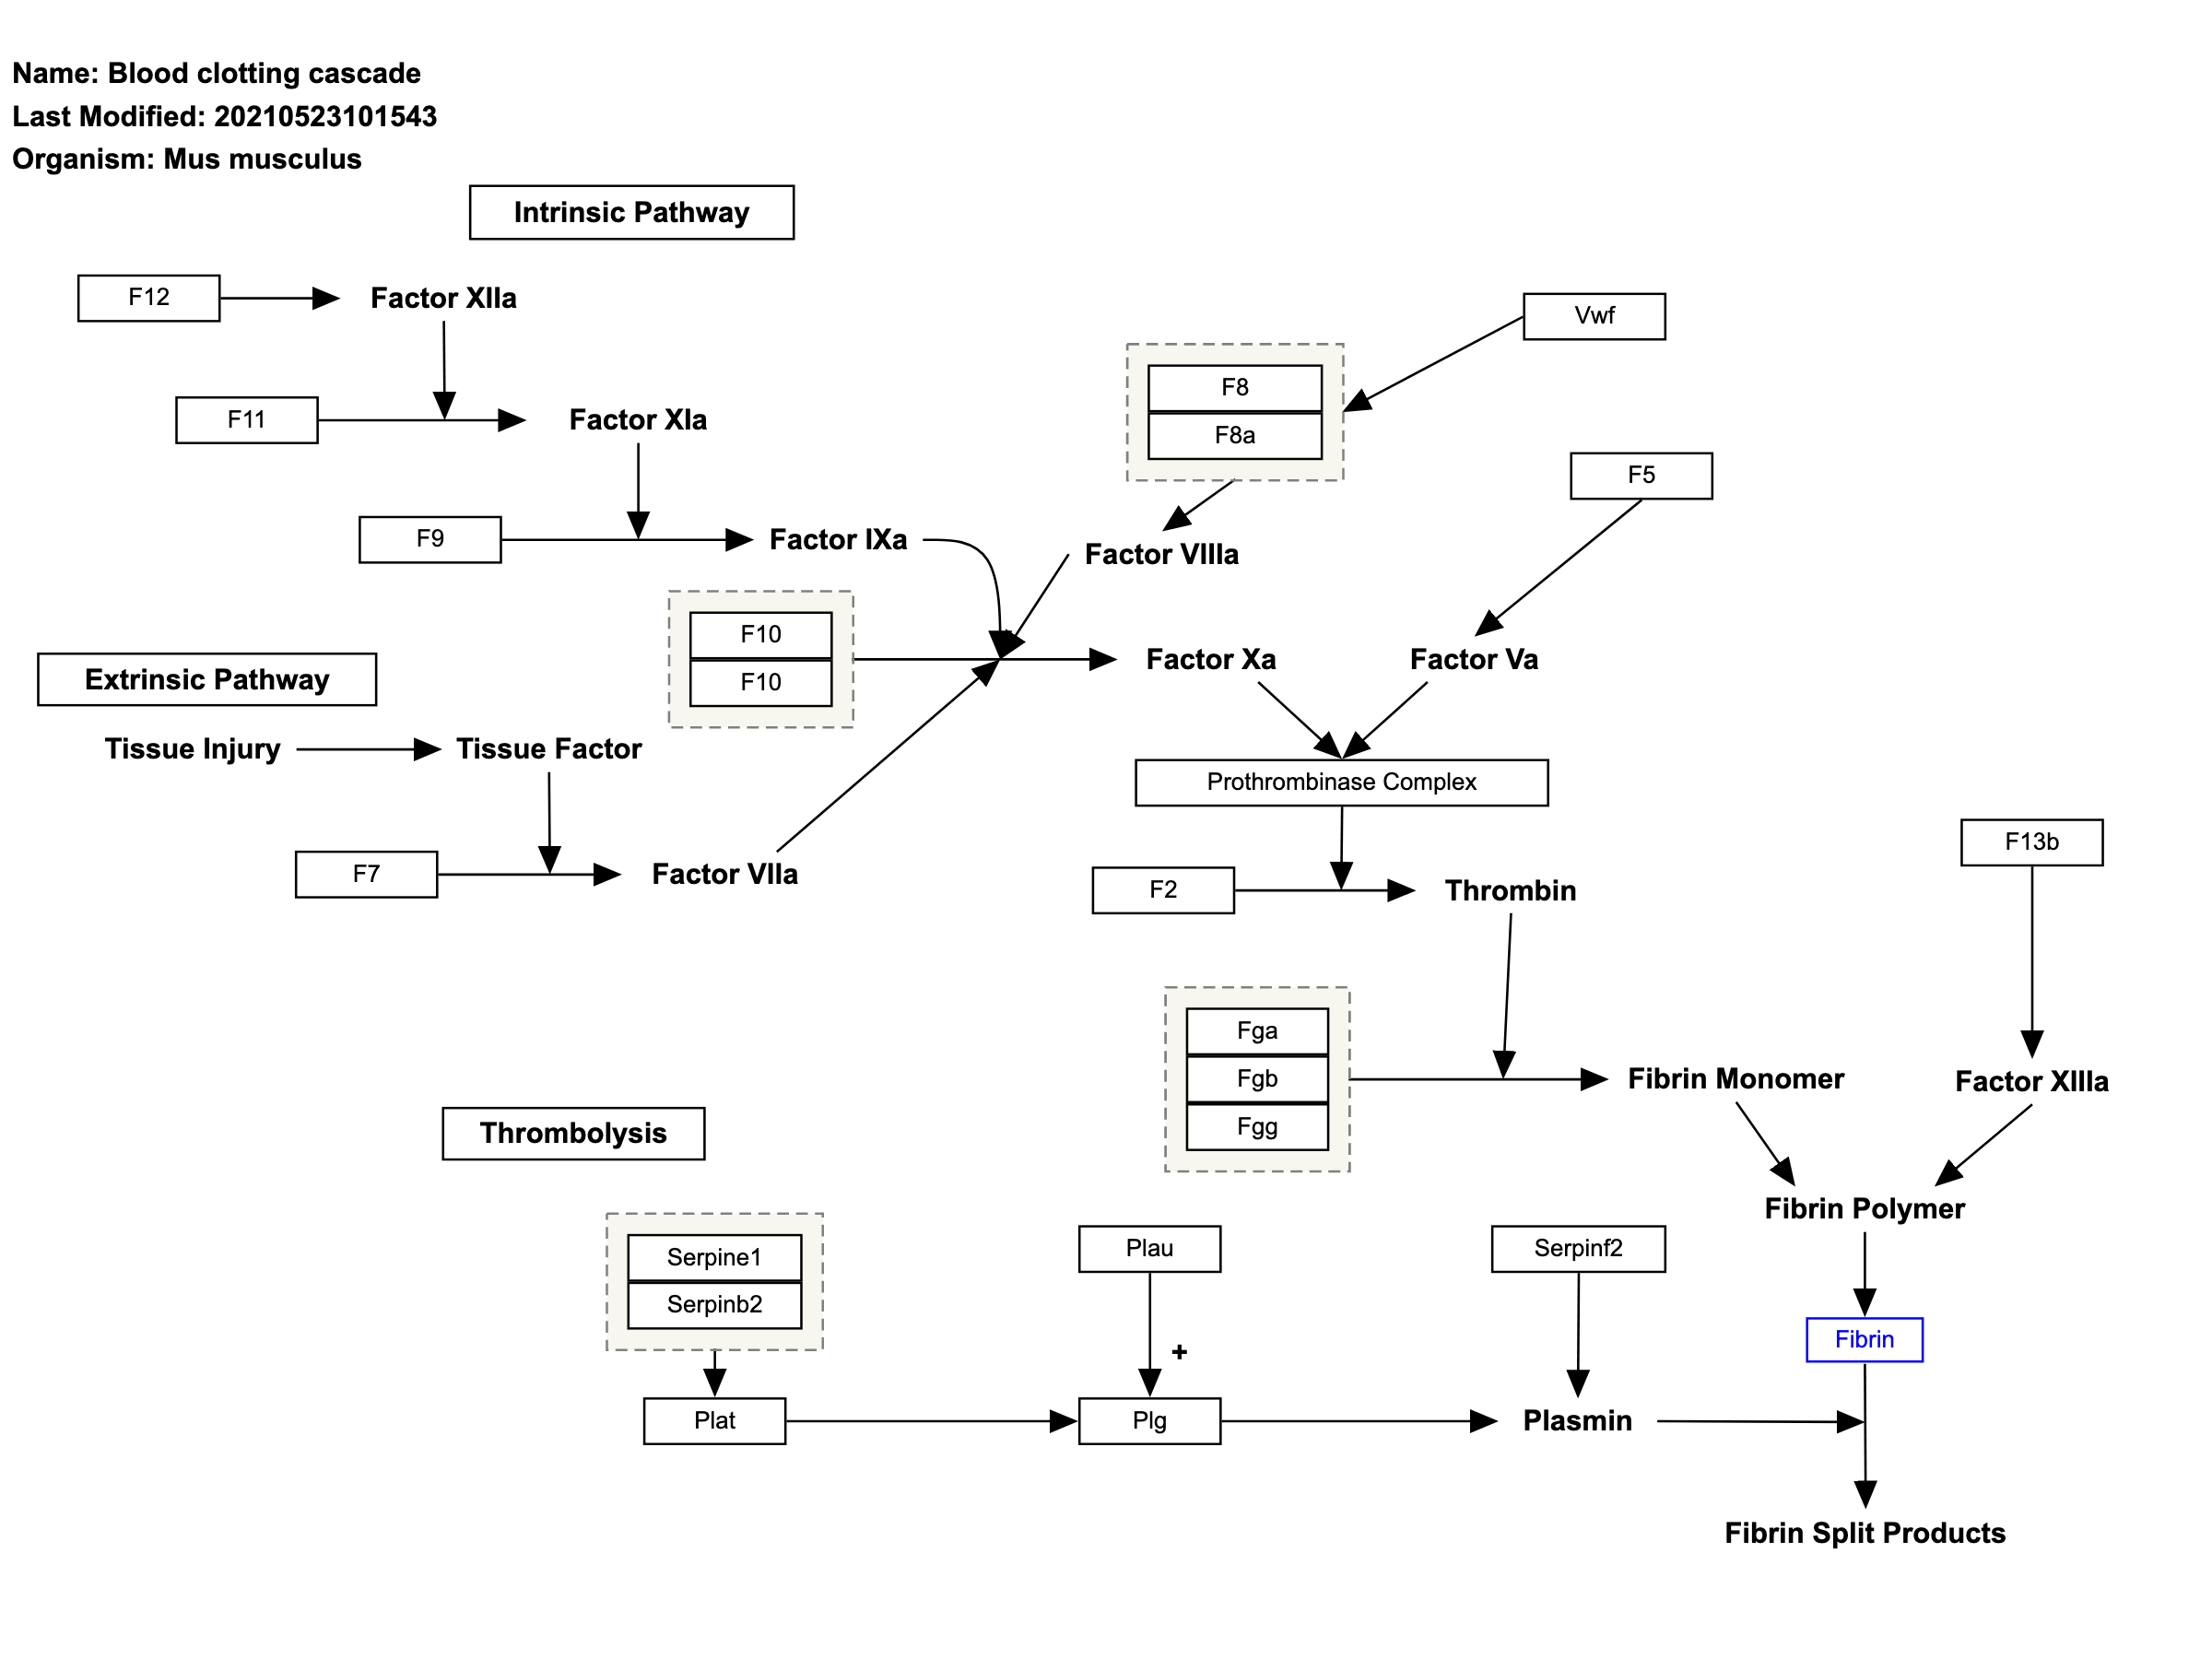 Name: Blood clotting cascade
Last Modified: 20210523101543
Organism: Mus musculus
Intrinsic Pathway
F12
Factor XIIa
Vwf
F8
F8a
F11
Factor XIa
F5
F9
Factor IXa
Factor VIIIa
F10
F10
Factor Xa
Factor Va
Extrinsic Pathway
Tissue Injury
Tissue Factor
Prothrombinase Complex
F7
Factor VIIa
F2
Thrombin
F13b
Fga
Fgb
Fgg
Fibrin Monomer
Factor XIIIa
Thrombolysis
Fibrin Polymer
Serpine1
Serpinb2
Plau
+
Serpinf2
Fibrin
Plat
Plg
Plasmin
Fibrin Split Products